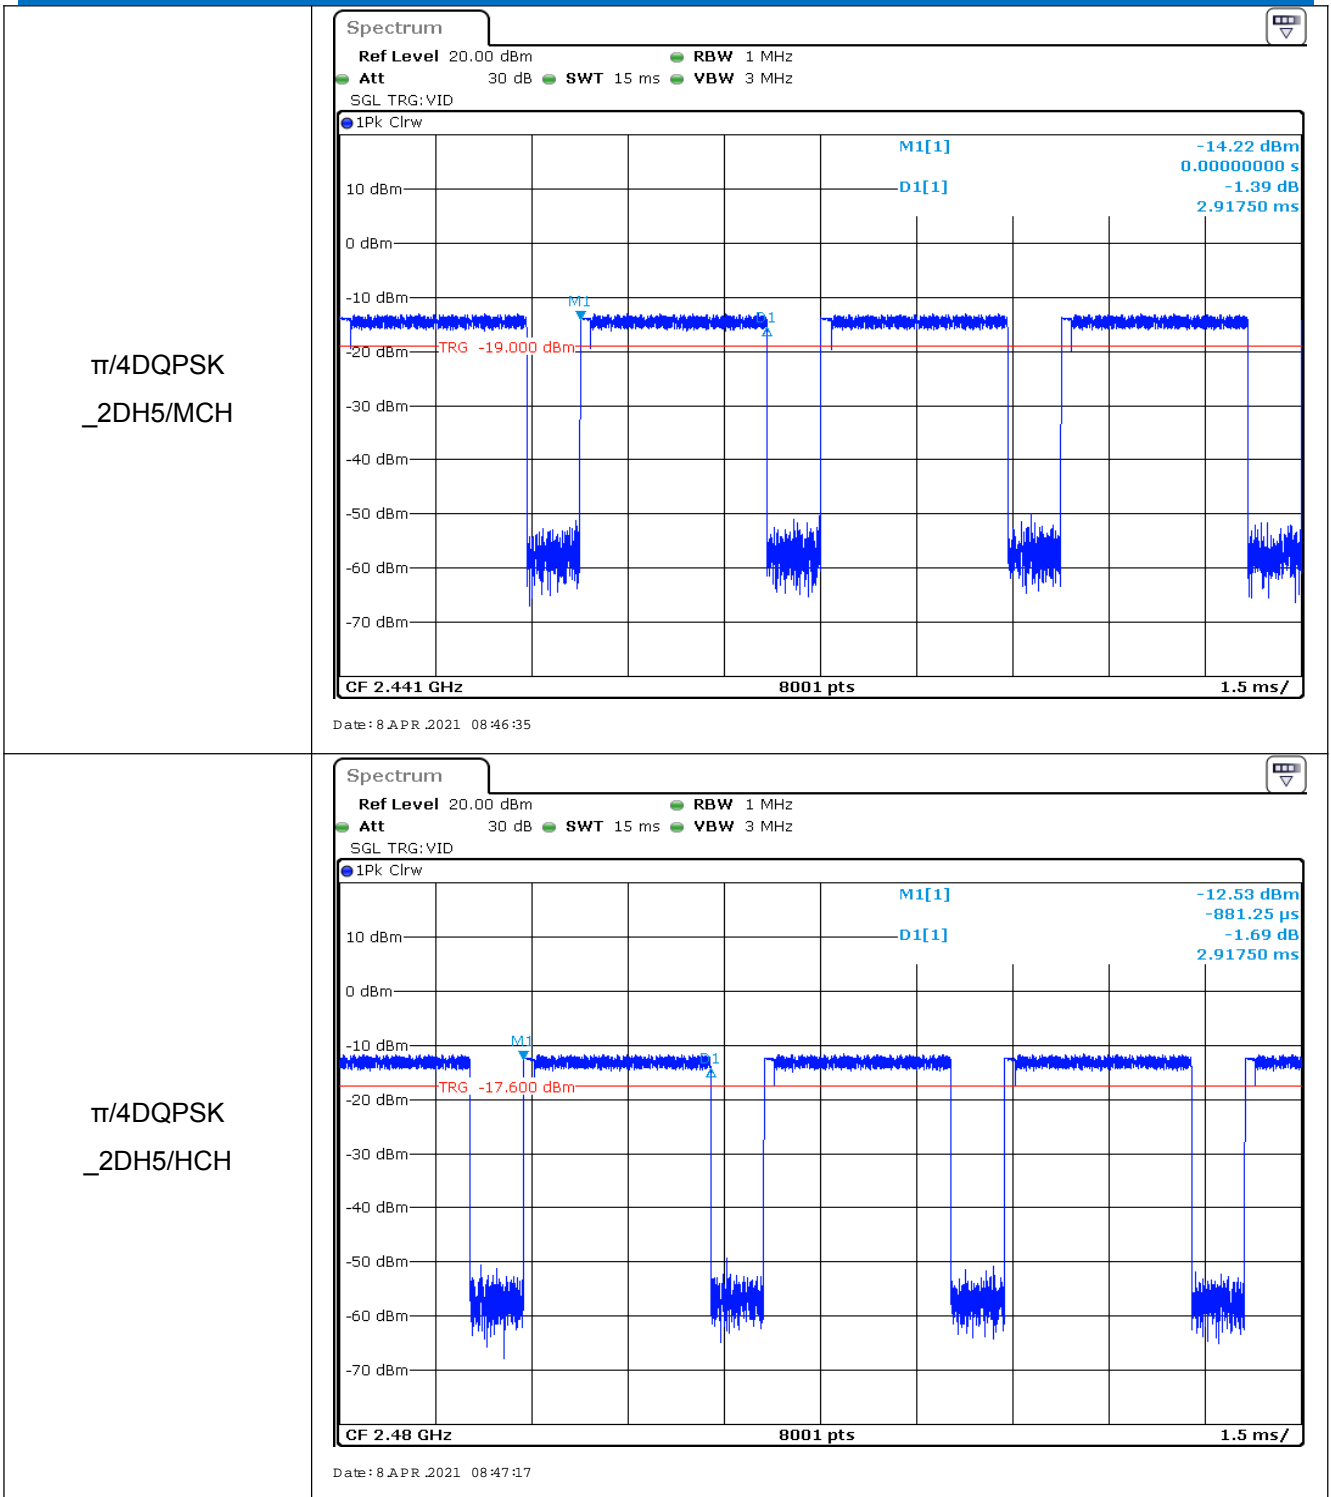 π/4DQPSK
_2DH5/MCH
Spectrum
Ref Level 20.00 dBm RBW 1 MHz
Att 30 dB SWT 15 ms VBW 3 MHz
SGL TRG:VID
1Pk Clrw
M1[1] -14.22 dBm
0.00000000 s
10 dBm D1[1] -1.39 dB
2.91750 ms
0 dBm
-10 dBm
M1
D1
TRG -19.000 dBm
-20 dBm
-30 dBm
-40 dBm
-50 dBm
-60 dBm
-70 dBm
CF 2.441 GHz 8001 pts 1.5 ms/
Date: 8.APR.2021 08:46:35
π/4DQPSK
_2DH5/HCH
Spectrum
Ref Level 20.00 dBm RBW 1 MHz
Att 30 dB SWT 15 ms VBW 3 MHz
SGL TRG:VID
1Pk Clrw
M1[1] -12.53 dBm
-881.25 µs
10 dBm D1[1] -1.69 dB
2.91750 ms
0 dBm
M1
-10 dBm
D1
TRG -17.600 dBm
-20 dBm
-30 dBm
-40 dBm
-50 dBm
-60 dBm
-70 dBm
CF 2.48 GHz 8001 pts 1.5 ms/
Date: 8.APR.2021 08:47:17